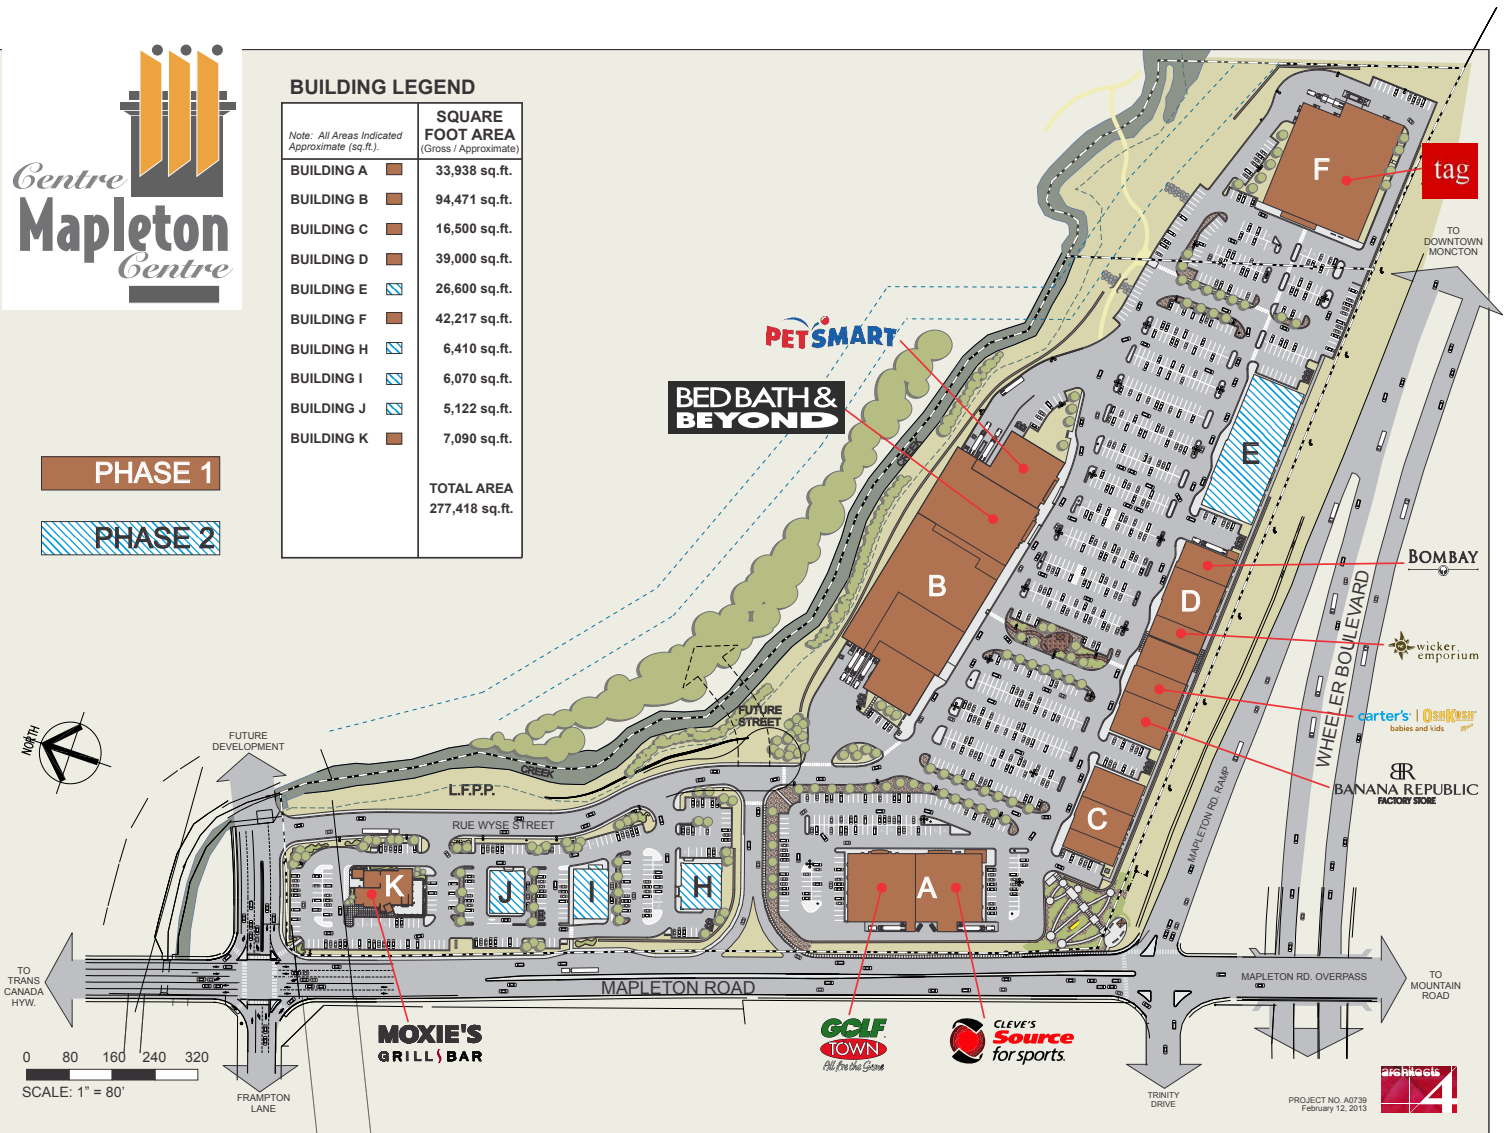 Centre
Mapleton
Centre
BUILDING LEGEND
Note: All Areas Indicated
Approximate (sq.ft.).
SQUARE
FOOT AREA
(Gross / Approximate)
BUILDING A 33,938 sq.ft.
BUILDING B 94,471 sq.ft.
BUILDING C 16,500 sq.ft.
BUILDING D 39,000 sq.ft.
BUILDING E 26,600 sq.ft.
BUILDING F 42,217 sq.ft.
BUILDING H 6,410 sq.ft.
BUILDING I 6,070 sq.ft.
BUILDING J 5,122 sq.ft.
BUILDING K 7,090 sq.ft.
TOTAL AREA
277,418 sq.ft.
PHASE 1
PHASE 2
F
tag
TO
DOWNTOWN
MONCTON
PETSMART
BED BATH &
BEYOND
CREEK
E
B
D
BOMBAY
wicker
emporium
carter's | OSHKOSH
babies and kids
WHEELER BOULEVARD
BR
BANANA REPUBLIC
FACTORY STORE
MAPLETON RD. RAMP
C
FUTURE
STREET
NORTH
FUTURE
DEVELOPMENT
CREEK
L.F.P.P.
RUE WYSE STREET
K
J
I
H
A
TO
TRANS
CANADA
HYW.
MAPLETON ROAD
MAPLETON RD. OVERPASS
TO
MOUNTAIN
ROAD
MOXIE'S
GRILL BAR
GOLF
TOWN
All For the Game
CLEVE'S
Source
for sports.
0 80 160 240 320
SCALE: 1" = 80'
FRAMPTON
LANE
TRINITY
DRIVE
PROJECT NO. A0739
February 12, 2013
architects
4